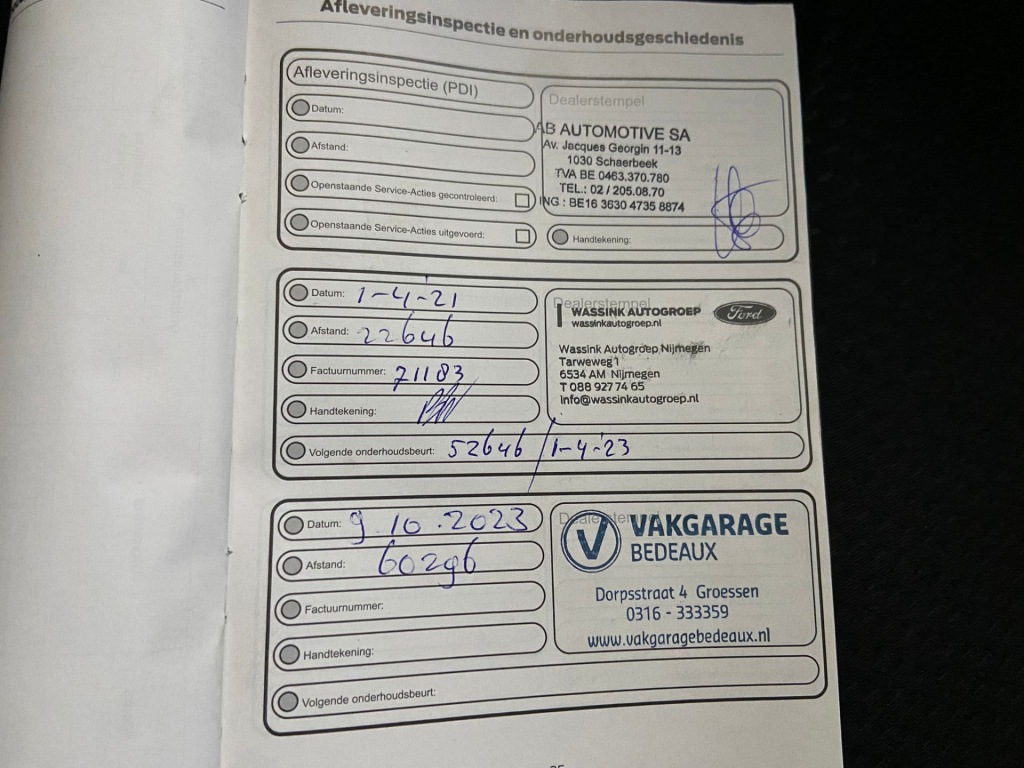 Afleveringsinspectie en onderhoudsgeschiedenis
Afleveringsinspectie (PDI)
Datum:
Afstand:
Openstaande Service-Acties gecontroleerd:
Openstaande Service-Acties uitgevoerd:
Dealerstempel
AB AUTOMOTIVE SA
Av. Jacques Georgin 11-13
1030 Schaerbeek
TVA BE 0463.370.780
TEL.: 02 / 205.08.70
ING : BE16 3630 4735 8874
Handtekening:
Datum: 1-4-21
Afstand: 22646
Factuurnummer: 71183
Handtekening:
Volgende onderhoudsbeurt: 52646 / 1-4-23
Dealerstempel
WASSINK AUTOGROEP
wassinkautogroep.nl
Ford
Wassink Autogroep Nijmegen
Tarweweg 1
6534 AM Nijmegen
T 088 927 74 65
info@wassinkautogroep.nl
Datum: 9.10.2023
Afstand: 60296
Factuurnummer:
Handtekening:
Volgende onderhoudsbeurt:
Dealerstempel
V VAKGARAGE
BEDEAUX
Dorpsstraat 4 Groessen
0316 - 333359
www.vakgaragebedeaux.nl